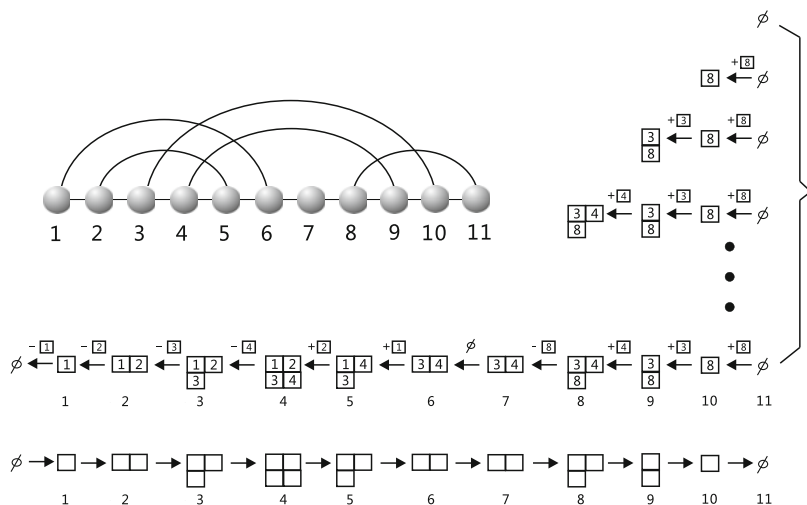 ∅
+8
8 ∅
+3 +8
3 8 ∅
8
+4 +3 +8
3 4 3 8 ∅
8 8
1 2 3 4 5 6 7 8 9 10 11
−1 −2 −3 −4 +2 +1 ∅ −8 +4 +3 +8
∅ 1 1 2 1 2 1 2 1 4 3 4 3 4 3 4 3 8 ∅
3 3 4 3 8 8
1 2 3 4 5 6 7 8 9 10 11
∅ ∅
1 2 3 4 5 6 7 8 9 10 11